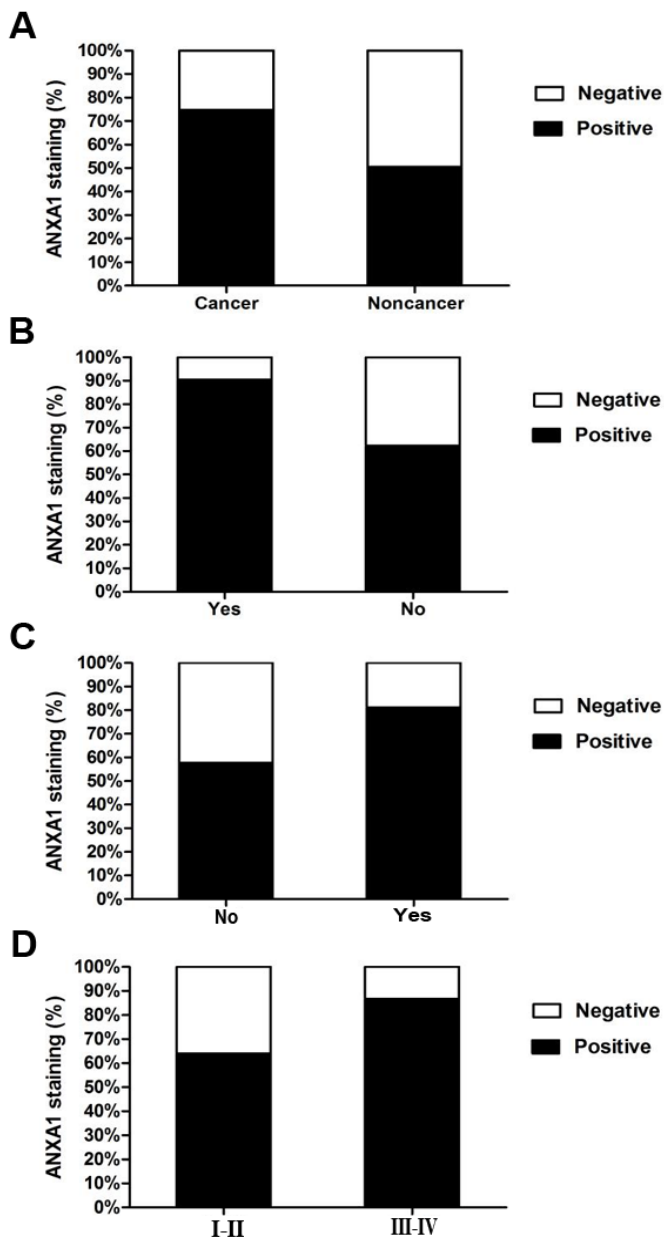 A
ANXA1 staining (%)
100%
90%
80%
70%
60%
50%
40%
30%
20%
10%
0%
Cancer Noncancer
Negative
Positive
B
ANXA1 staining (%)
100%
90%
80%
70%
60%
50%
40%
30%
20%
10%
0%
Yes No
Negative
Positive
C
ANXA1 staining (%)
100%
90%
80%
70%
60%
50%
40%
30%
20%
10%
0%
No Yes
Negative
Positive
D
ANXA1 staining (%)
100%
90%
80%
70%
60%
50%
40%
30%
20%
10%
0%
I-II III-IV
Negative
Positive